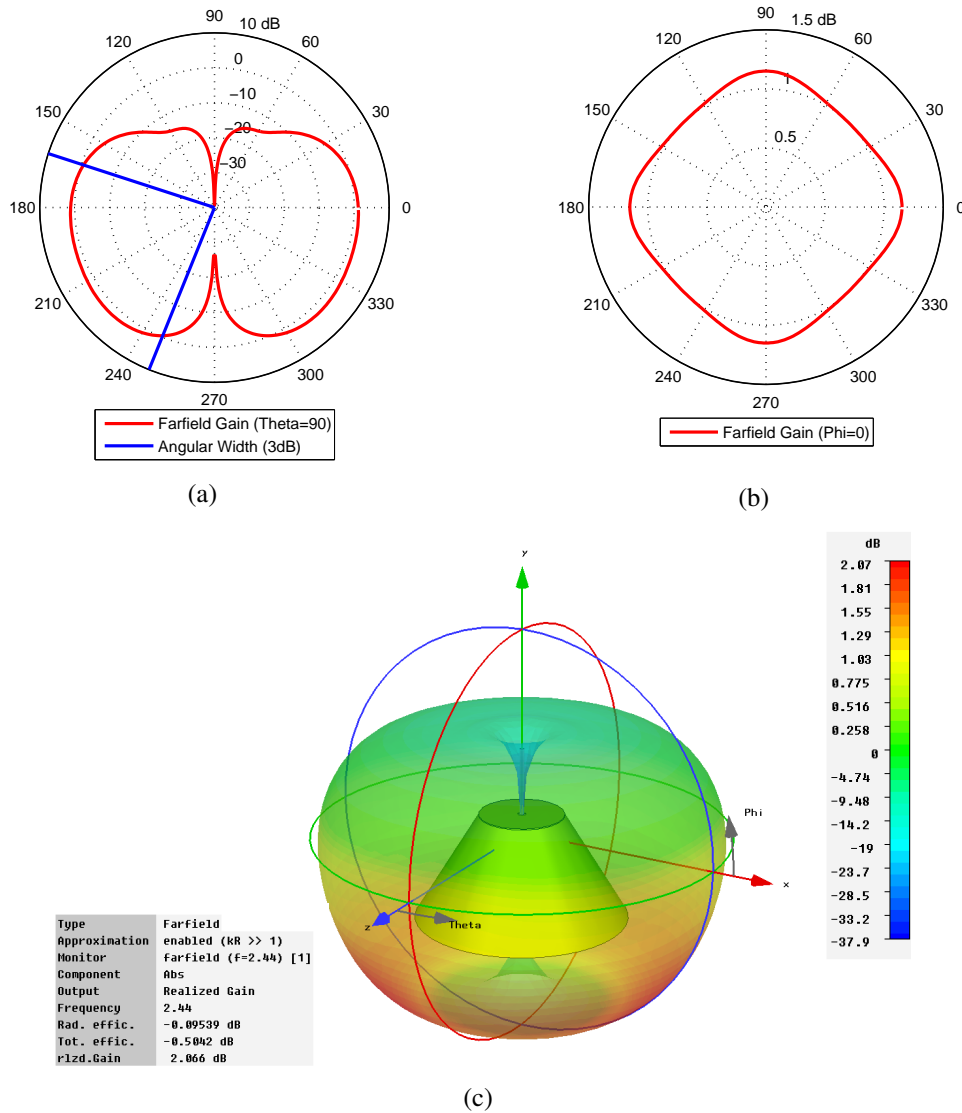 90
10 dB
120
60
0
−10
150
30
−20
−30
180
0
210
330
240
300
270
Farfield Gain (Theta=90)
Angular Width (3dB)
(a)
90
1.5 dB
120
60
1
150
30
0.5
180
0
210
330
240
300
270
Farfield Gain (Phi=0)
(b)
y
Phi
x
z
Theta
dB
2.07
1.81
1.55
1.29
1.03
0.775
0.516
0.258
0
-4.74
-9.48
-14.2
-19
-23.7
-28.5
-33.2
-37.9
Type Farfield
Approximation enabled (kR >> 1)
Monitor farfield (f=2.44) [1]
Component Abs
Output Realized Gain
Frequency 2.44
Rad. effic. -0.09539 dB
Tot. effic. -0.5042 dB
rlzd.Gain 2.066 dB
(c)